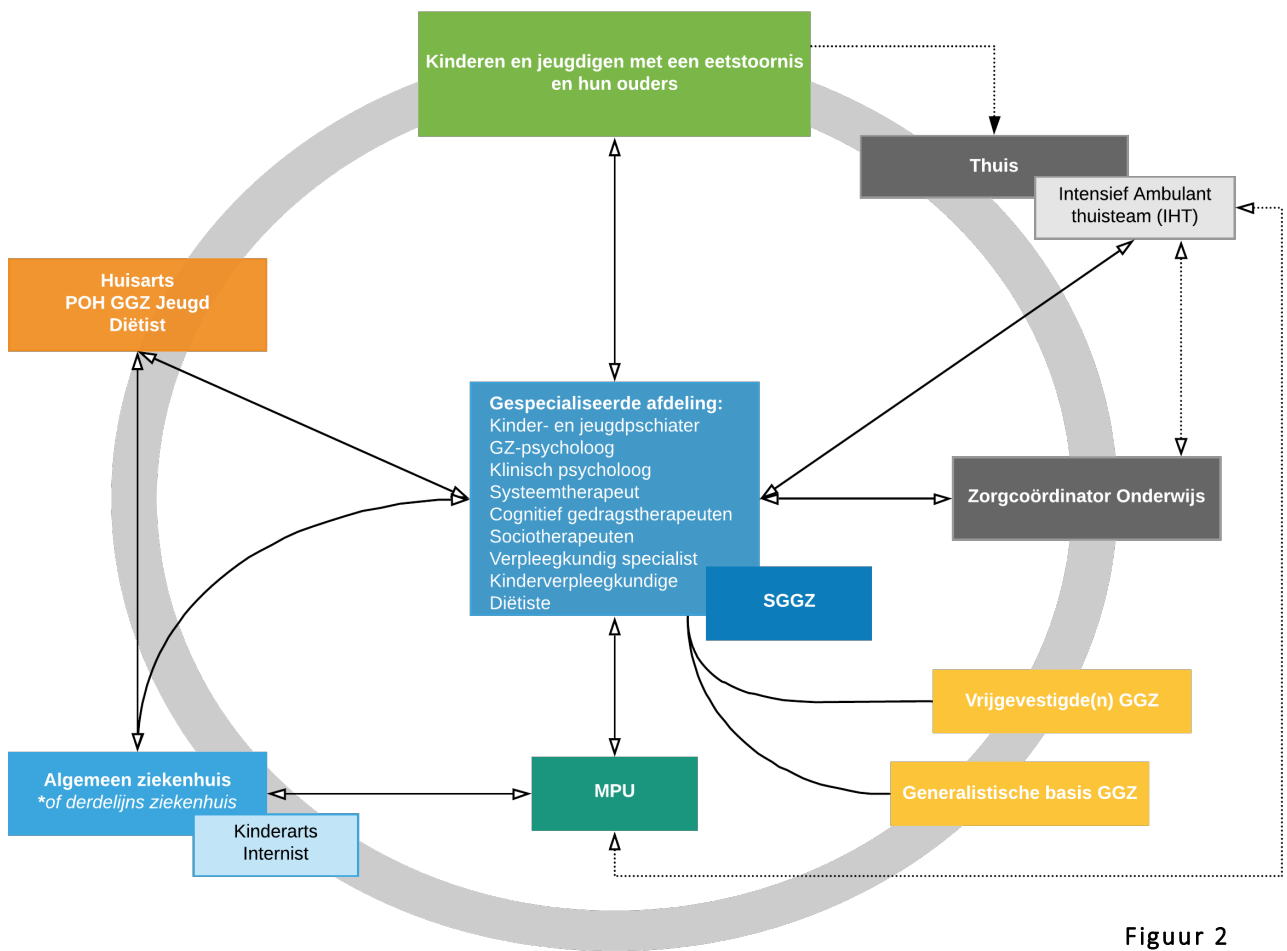 Kinderen en jeugdigen met een eetstoornis
en hun ouders
Thuis
Intensief Ambulant
thuisteam (IHT)
Huisarts
POH GGZ Jeugd
Diëtist
Gespecialiseerde afdeling:
Kinder- en jeugdpschiater
GZ-psycholoog
Klinisch psycholoog
Systeemtherapeut
Cognitief gedragstherapeuten
Sociotherapeuten
Verpleegkundig specialist
Kinderverpleegkundige
Diëtiste
Zorgcoördinator Onderwijs
SGGZ
Vrijgevestigde(n) GGZ
Algemeen ziekenhuis
*of derdelijns ziekenhuis
MPU
Generalistische basis GGZ
Kinderarts
Internist
Figuur 2